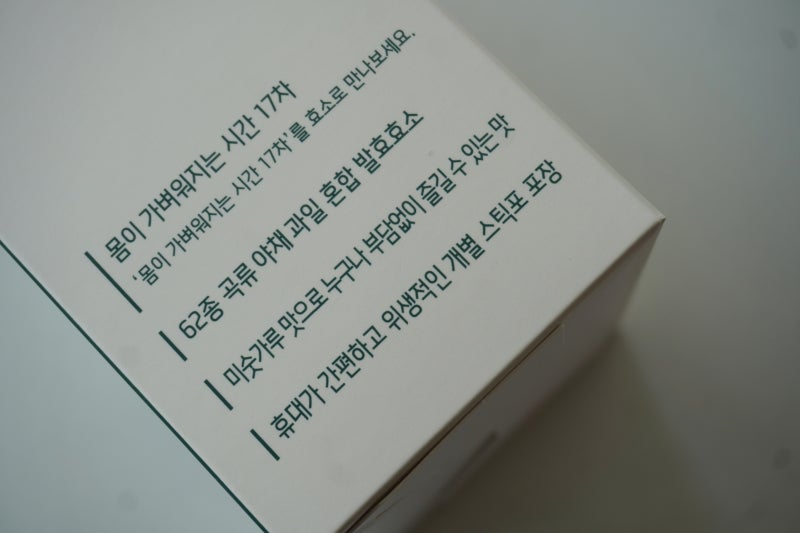 몸이 가벼워지는 시간 17차
'몸이 가벼워지는 시간 17차'를 효소로 만나보세요.
62종 곡류 야채 과일 혼합 발효효소
미숫가루 맛으로 누구나 부담없이 즐길 수 있는 맛
휴대가 간편하고 위생적인 개별 스틱포 포장